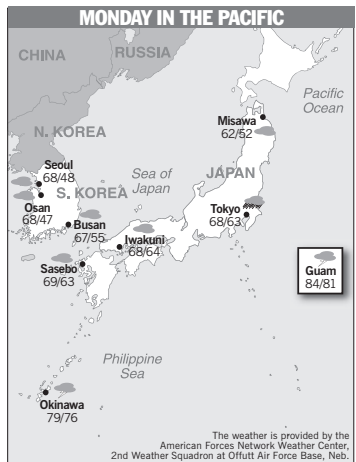 MONDAY IN THE PACIFIC
CHINA
RUSSIA
Pacific
Ocean
Misawa
62/52
N. KOREA
Seoul
68/48
Sea of
Japan
JAPAN
S. KOREA
Osan
68/47
Tokyo
68/63
Busan
67/55
Iwakuni
68/64
Sasebo
69/63
Guam
84/81
Philippine
Sea
Okinawa
79/76
The weather is provided by the
American Forces Network Weather Center,
2nd Weather Squadron at Offutt Air Force Base, Neb.